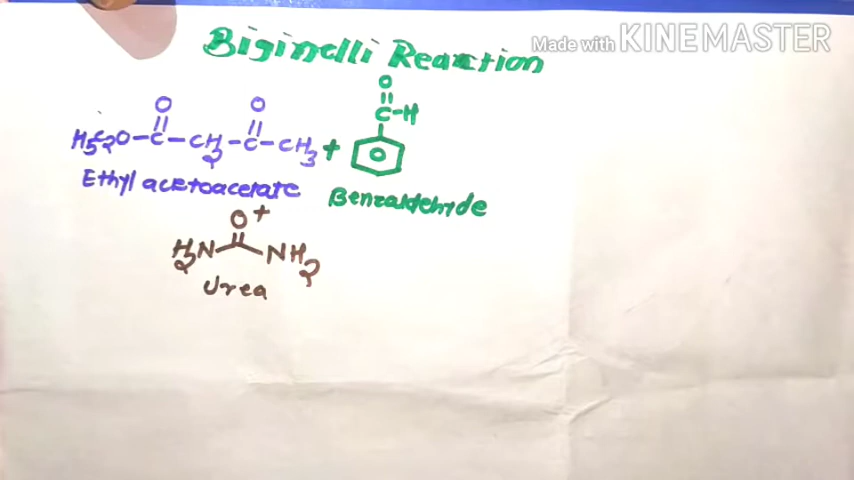 Biginelli Reaction
Made with KINEMASTER
O O O
H5C2O-C-CH2-C-CH3 + C-H
Ethyl acetoacetate Benzaldehyde
O +
H2N NH2
Urea